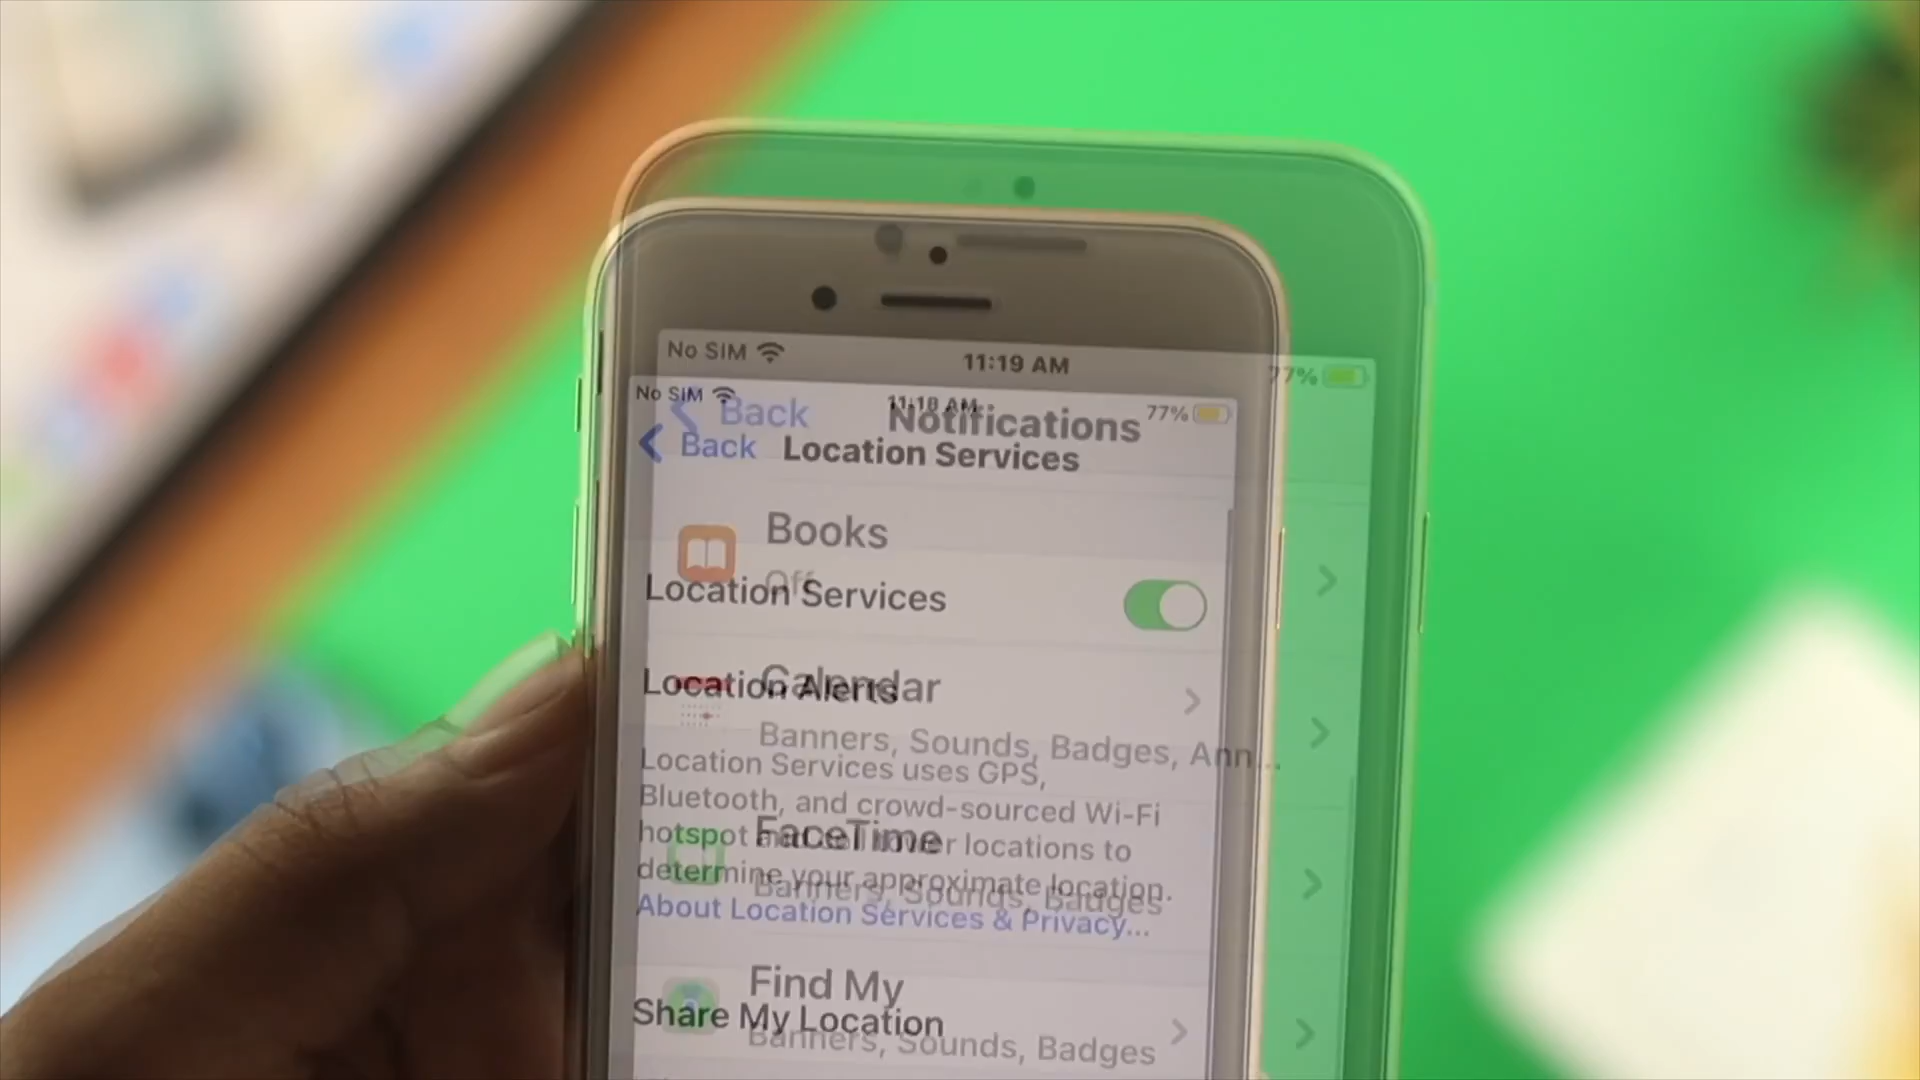 No SIM 11:19 AM 77%
No SIM 11:18 AM 77%
Back Notifications
Back Location Services
Books
Off
Location Services
Calendar
Location Alerts
Banners, Sounds, Badges, Ann...
Location Services uses GPS,
Bluetooth, and crowd-sourced Wi-Fi
FaceTime
hotspot and cell tower locations to
determine your approximate location.
Banners, Sounds, Badges
About Location Services & Privacy...
Find My
Share My Location
Banners, Sounds, Badges